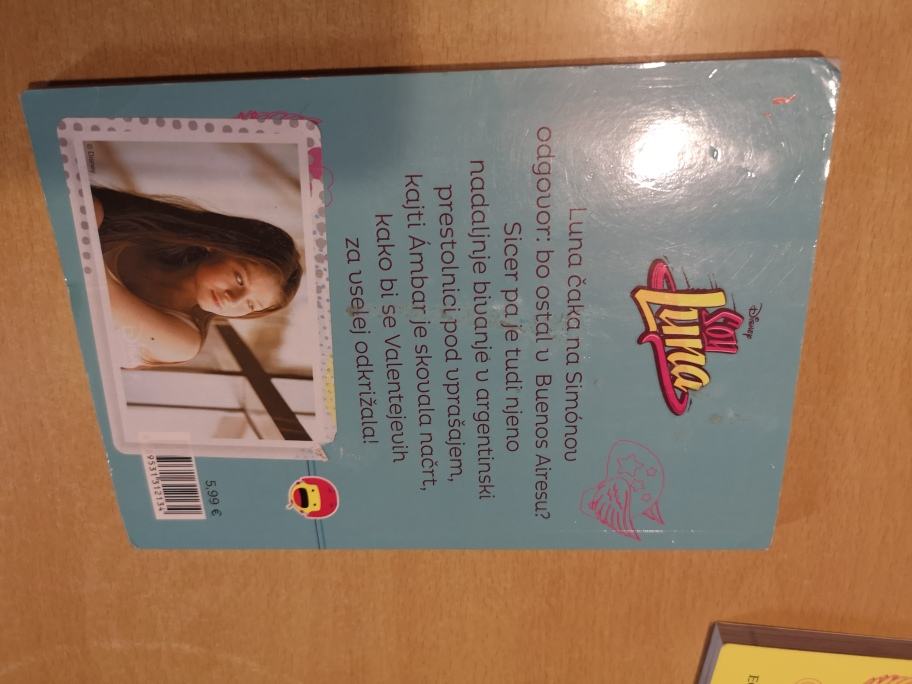 Disney
SOY
Luna
Luna čaka na Simónov
odgovor: bo ostal v Buenos Airesu?
Sicer pa je tudi njeno
nadaljnje bivanje v argentinski
prestolnici pod vprašajem,
kajti Ámbar je skovala načrt,
kako bi se Valentejevih
za vselej odkrižala!
© Disney
5,99 €